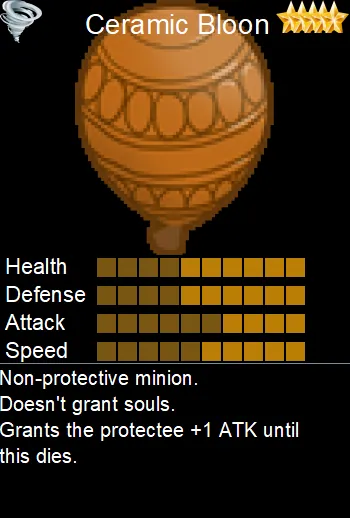 Ceramic Bloon
Health
Defense
Attack
Speed
Non-protective minion.
Doesn't grant souls.
Grants the protectee +1 ATK until
this dies.